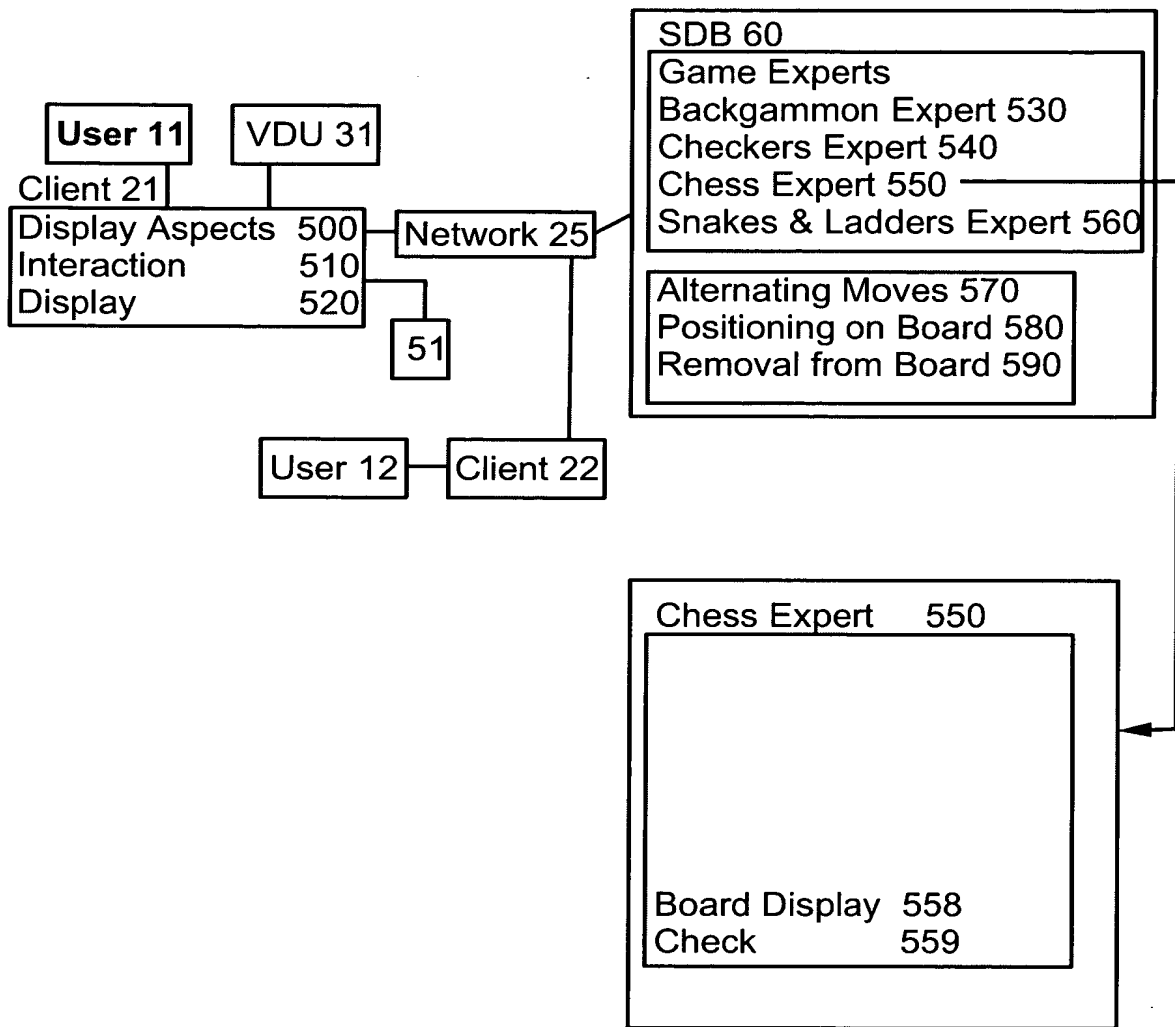 User 11
VDU 31
Client 21
Display Aspects 500
Interaction 510
Display 520
Network 25
51
User 12
Client 22
SDB 60
Game Experts
Backgammon Expert 530
Checkers Expert 540
Chess Expert 550
Snakes & Ladders Expert 560
Alternating Moves 570
Positioning on Board 580
Removal from Board 590
Chess Expert 550
Board Display 558
Check 559